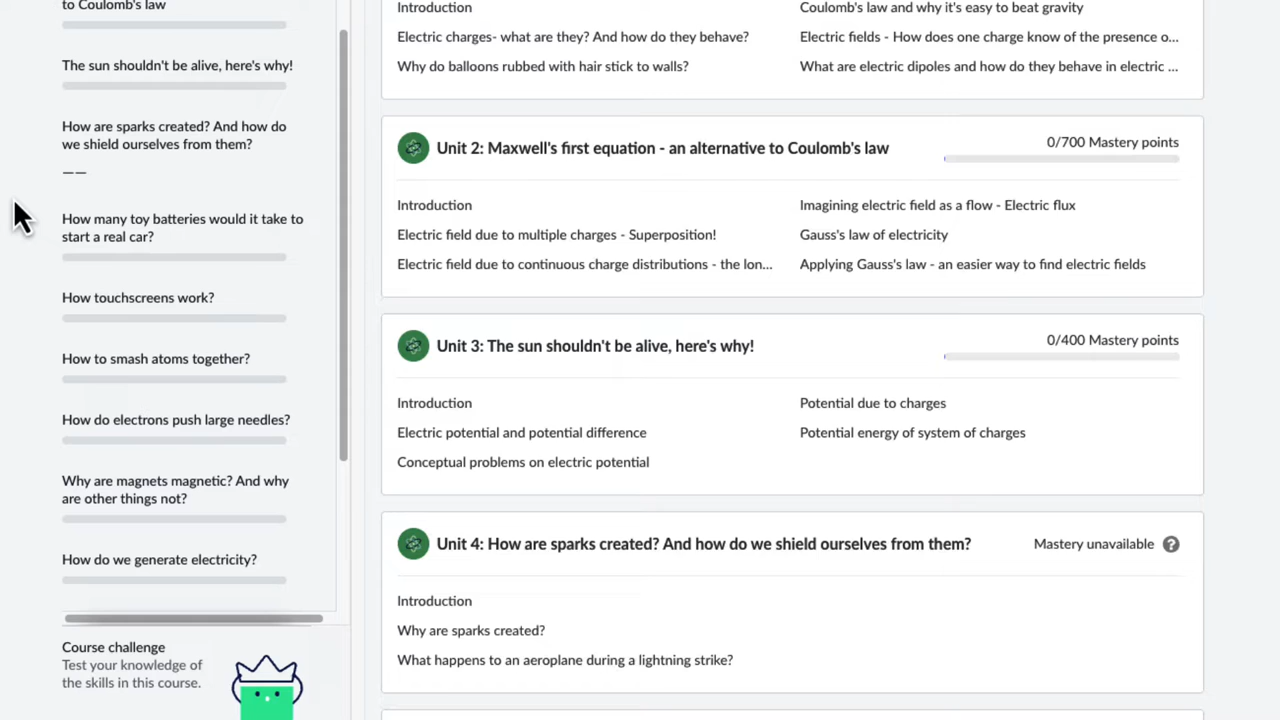 to Coulomb's law
The sun shouldn't be alive, here's why!
How are sparks created? And how do
we shield ourselves from them?
——
How many toy batteries would it take to
start a real car?
How touchscreens work?
How to smash atoms together?
How do electrons push large needles?
Why are magnets magnetic? And why
are other things not?
How do we generate electricity?
Course challenge
Test your knowledge of
the skills in this course.
Introduction
Electric charges- what are they? And how do they behave?
Why do balloons rubbed with hair stick to walls?
Coulomb's law and why it's easy to beat gravity
Electric fields - How does one charge know of the presence o...
What are electric dipoles and how do they behave in electric ...
Unit 2: Maxwell's first equation - an alternative to Coulomb's law
0/700 Mastery points
Introduction
Electric field due to multiple charges - Superposition!
Electric field due to continuous charge distributions - the lon...
Imagining electric field as a flow - Electric flux
Gauss's law of electricity
Applying Gauss's law - an easier way to find electric fields
Unit 3: The sun shouldn't be alive, here's why!
0/400 Mastery points
Introduction
Electric potential and potential difference
Conceptual problems on electric potential
Potential due to charges
Potential energy of system of charges
Unit 4: How are sparks created? And how do we shield ourselves from them?
Mastery unavailable ?
Introduction
Why are sparks created?
What happens to an aeroplane during a lightning strike?